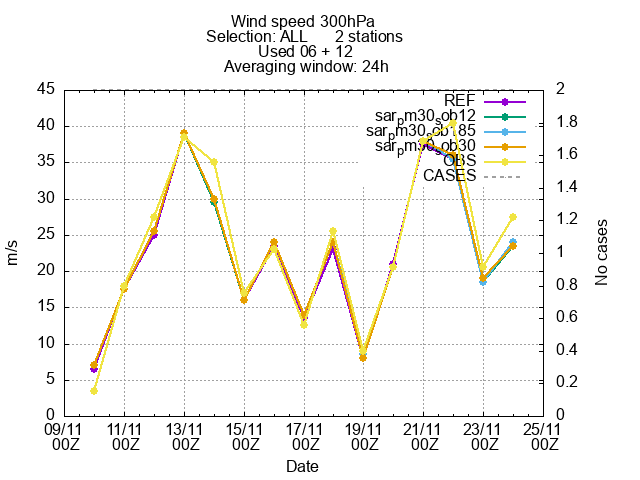 Wind speed 300hPa
Selection: ALL 2 stations
Used 06 + 12
Averaging window: 24h
45 2
REF
40 1.8
sarpm30sob12
sarpm30sob185
35 1.6
sarpm30sob30
OBS
CASES
30 1.4
25 1.2
m/s
No cases
20 1
15 0.8
0.6
10 0.4
5 0.2
0 0
09/11 11/11 13/11 15/11 17/11 19/11 21/11 23/11 25/11
00Z 00Z 00Z 00Z 00Z 00Z 00Z 00Z 00Z
Date